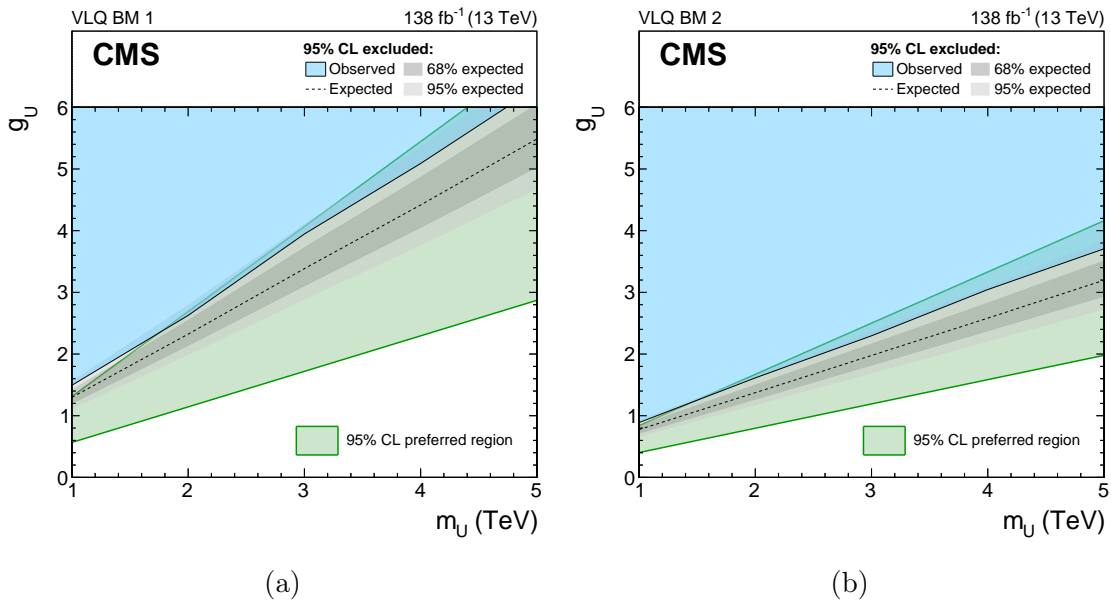 VLQ BM 1 138 fb-1 (13 TeV)
CMS
95% CL excluded:
Observed 68% expected
Expected 95% expected
gU
6
5
4
3
2
1
0
95% CL preferred region
1 2 3 4 5
mU (TeV)
(a)
VLQ BM 2 138 fb-1 (13 TeV)
CMS
95% CL excluded:
Observed 68% expected
Expected 95% expected
gU
6
5
4
3
2
1
0
95% CL preferred region
1 2 3 4 5
mU (TeV)
(b)